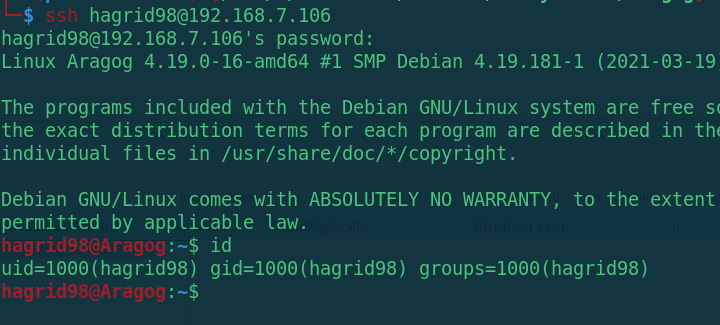 $ ssh hagrid98@192.168.7.106
hagrid98@192.168.7.106's password:
Linux Aragog 4.19.0-16-amd64 #1 SMP Debian 4.19.181-1 (2021-03-19
The programs included with the Debian GNU/Linux system are free so
the exact distribution terms for each program are described in the
individual files in /usr/share/doc/*/copyright.
Debian GNU/Linux comes with ABSOLUTELY NO WARRANTY, to the extent
permitted by applicable law.
hagrid98@Aragog:~$ id
uid=1000(hagrid98) gid=1000(hagrid98) groups=1000(hagrid98)
hagrid98@Aragog:~$